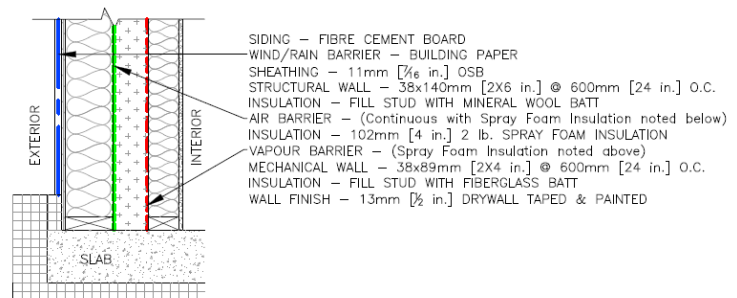 SIDING – FIBRE CEMENT BOARD
WIND/RAIN BARRIER – BUILDING PAPER
SHEATHING – 11mm [7⁄16 in.] OSB
STRUCTURAL WALL – 38x140mm [2X6 in.] @ 600mm [24 in.] O.C.
INSULATION – FILL STUD WITH MINERAL WOOL BATT
AIR BARRIER – (Continuous with Spray Foam Insulation noted below)
INSULATION – 102mm [4 in.] 2 lb. SPRAY FOAM INSULATION
VAPOUR BARRIER – (Spray Foam Insulation noted above)
MECHANICAL WALL – 38x89mm [2X4 in.] @ 600mm [24 in.] O.C.
INSULATION – FILL STUD WITH FIBERGLASS BATT
WALL FINISH – 13mm [½ in.] DRYWALL TAPED & PAINTED
EXTERIOR
INTERIOR
SLAB